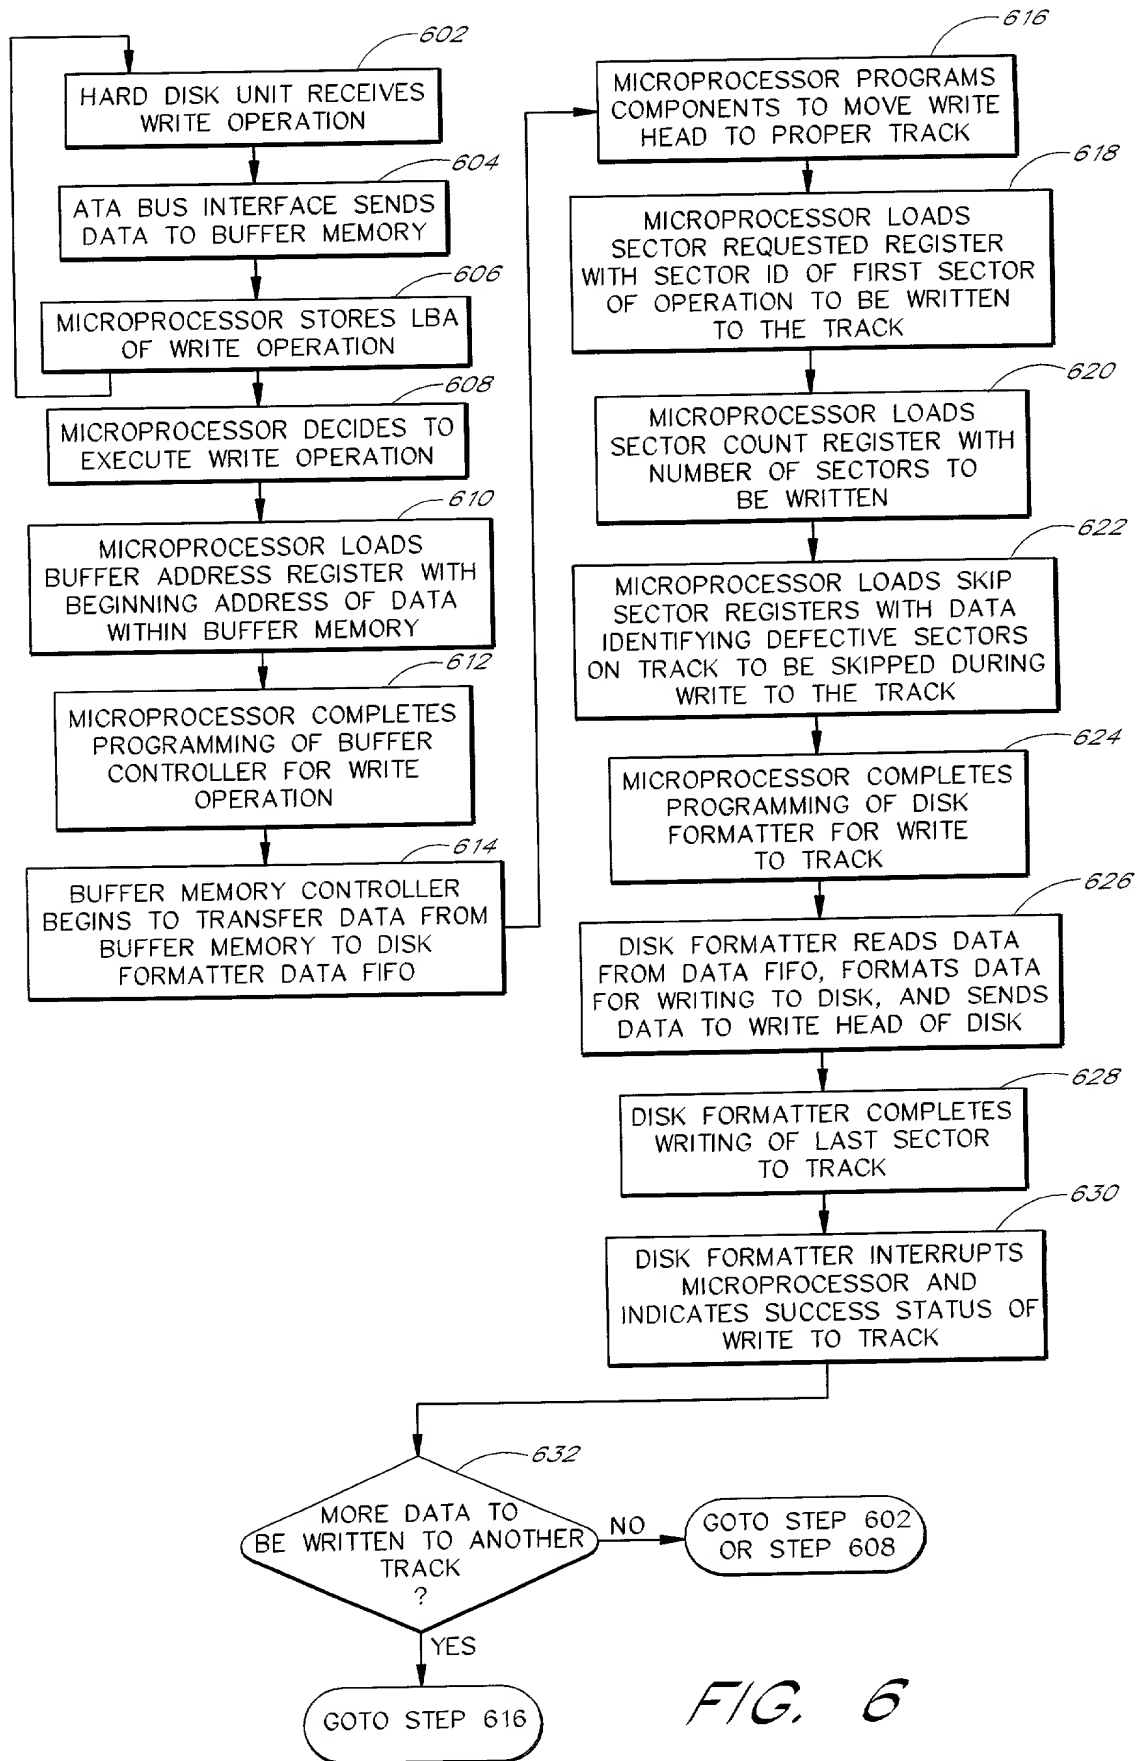 602
HARD DISK UNIT RECEIVES
WRITE OPERATION
604
ATA BUS INTERFACE SENDS
DATA TO BUFFER MEMORY
606
MICROPROCESSOR STORES LBA
OF WRITE OPERATION
608
MICROPROCESSOR DECIDES TO
EXECUTE WRITE OPERATION
610
MICROPROCESSOR LOADS
BUFFER ADDRESS REGISTER WITH
BEGINNING ADDRESS OF DATA
WITHIN BUFFER MEMORY
612
MICROPROCESSOR COMPLETES
PROGRAMMING OF BUFFER
CONTROLLER FOR WRITE
OPERATION
614
BUFFER MEMORY CONTROLLER
BEGINS TO TRANSFER DATA FROM
BUFFER MEMORY TO DISK
FORMATTER DATA FIFO
616
MICROPROCESSOR PROGRAMS
COMPONENTS TO MOVE WRITE
HEAD TO PROPER TRACK
618
MICROPROCESSOR LOADS
SECTOR REQUESTED REGISTER
WITH SECTOR ID OF FIRST SECTOR
OF OPERATION TO BE WRITTEN
TO THE TRACK
620
MICROPROCESSOR LOADS
SECTOR COUNT REGISTER WITH
NUMBER OF SECTORS TO
BE WRITTEN
622
MICROPROCESSOR LOADS SKIP
SECTOR REGISTERS WITH DATA
IDENTIFYING DEFECTIVE SECTORS
ON TRACK TO BE SKIPPED DURING
WRITE TO THE TRACK
624
MICROPROCESSOR COMPLETES
PROGRAMMING OF DISK
FORMATTER FOR WRITE
TO TRACK
626
DISK FORMATTER READS DATA
FROM DATA FIFO, FORMATS DATA
FOR WRITING TO DISK, AND SENDS
DATA TO WRITE HEAD OF DISK
628
DISK FORMATTER COMPLETES
WRITING OF LAST SECTOR
TO TRACK
630
DISK FORMATTER INTERRUPTS
MICROPROCESSOR AND
INDICATES SUCCESS STATUS OF
WRITE TO TRACK
632
MORE DATA TO
BE WRITTEN TO ANOTHER
TRACK
?
NO
GOTO STEP 602
OR STEP 608
YES
GOTO STEP 616
FIG. 6